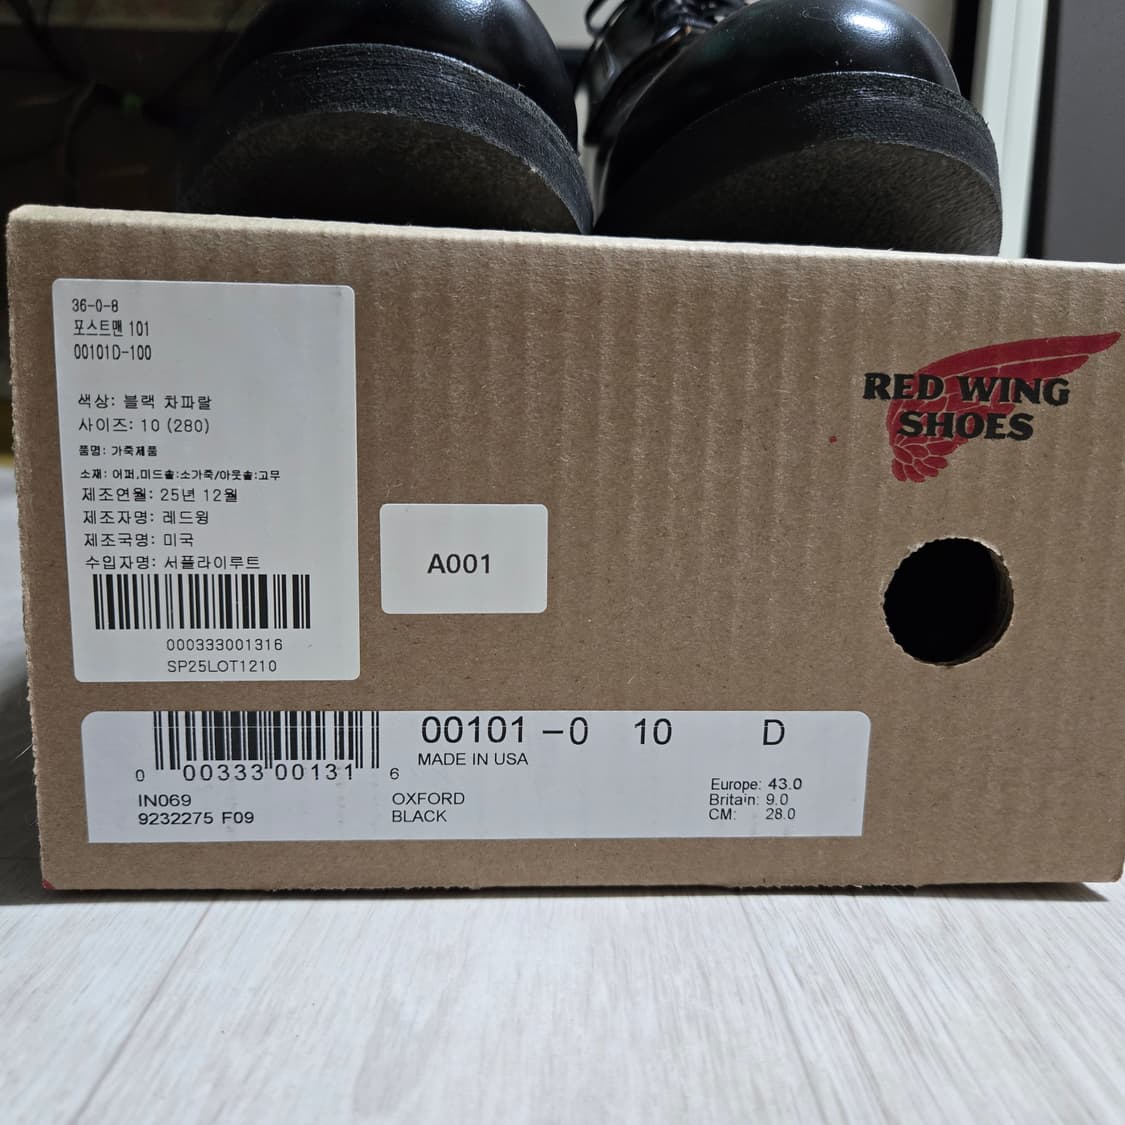 36-0-8
포스트맨 101
00101D-100
색상: 블랙 차파랄
사이즈: 10 (280)
품명: 가죽제품
소재: 어퍼,미드솔:소가죽/아웃솔:고무
제조연월: 25년 12월
제조자명: 레드윙
제조국명: 미국
수입자명: 서플라이루트
000333001316
SP25LOT1210
A001
RED WING
SHOES
00101 -0 10 D
MADE IN USA
0 00333 00131 6
IN069
9232275 F09
OXFORD
BLACK
Europe: 43.0
Britain: 9.0
CM: 28.0